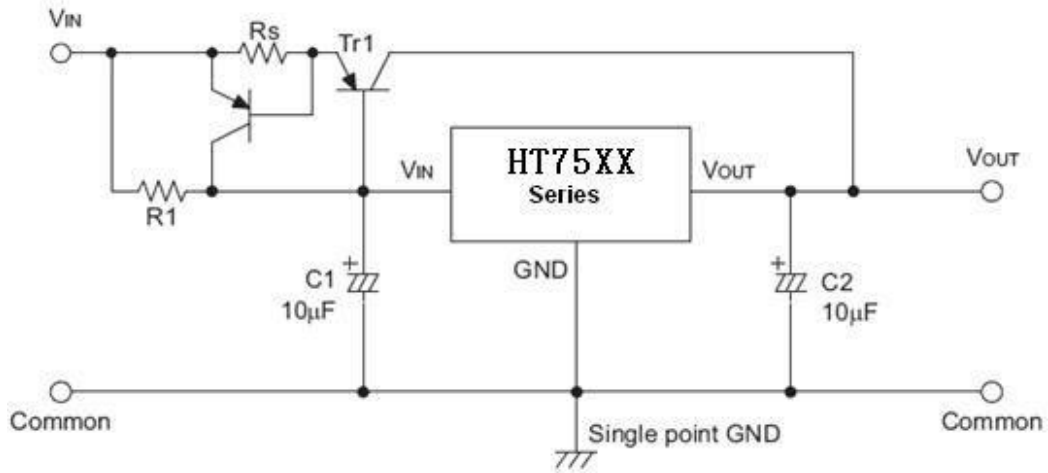 VIN
Rs
Tr1
R1
VIN
HT75XX
Series
VOUT
VOUT
GND
C1
10μF
C2
10μF
Common
Single point GND
Common